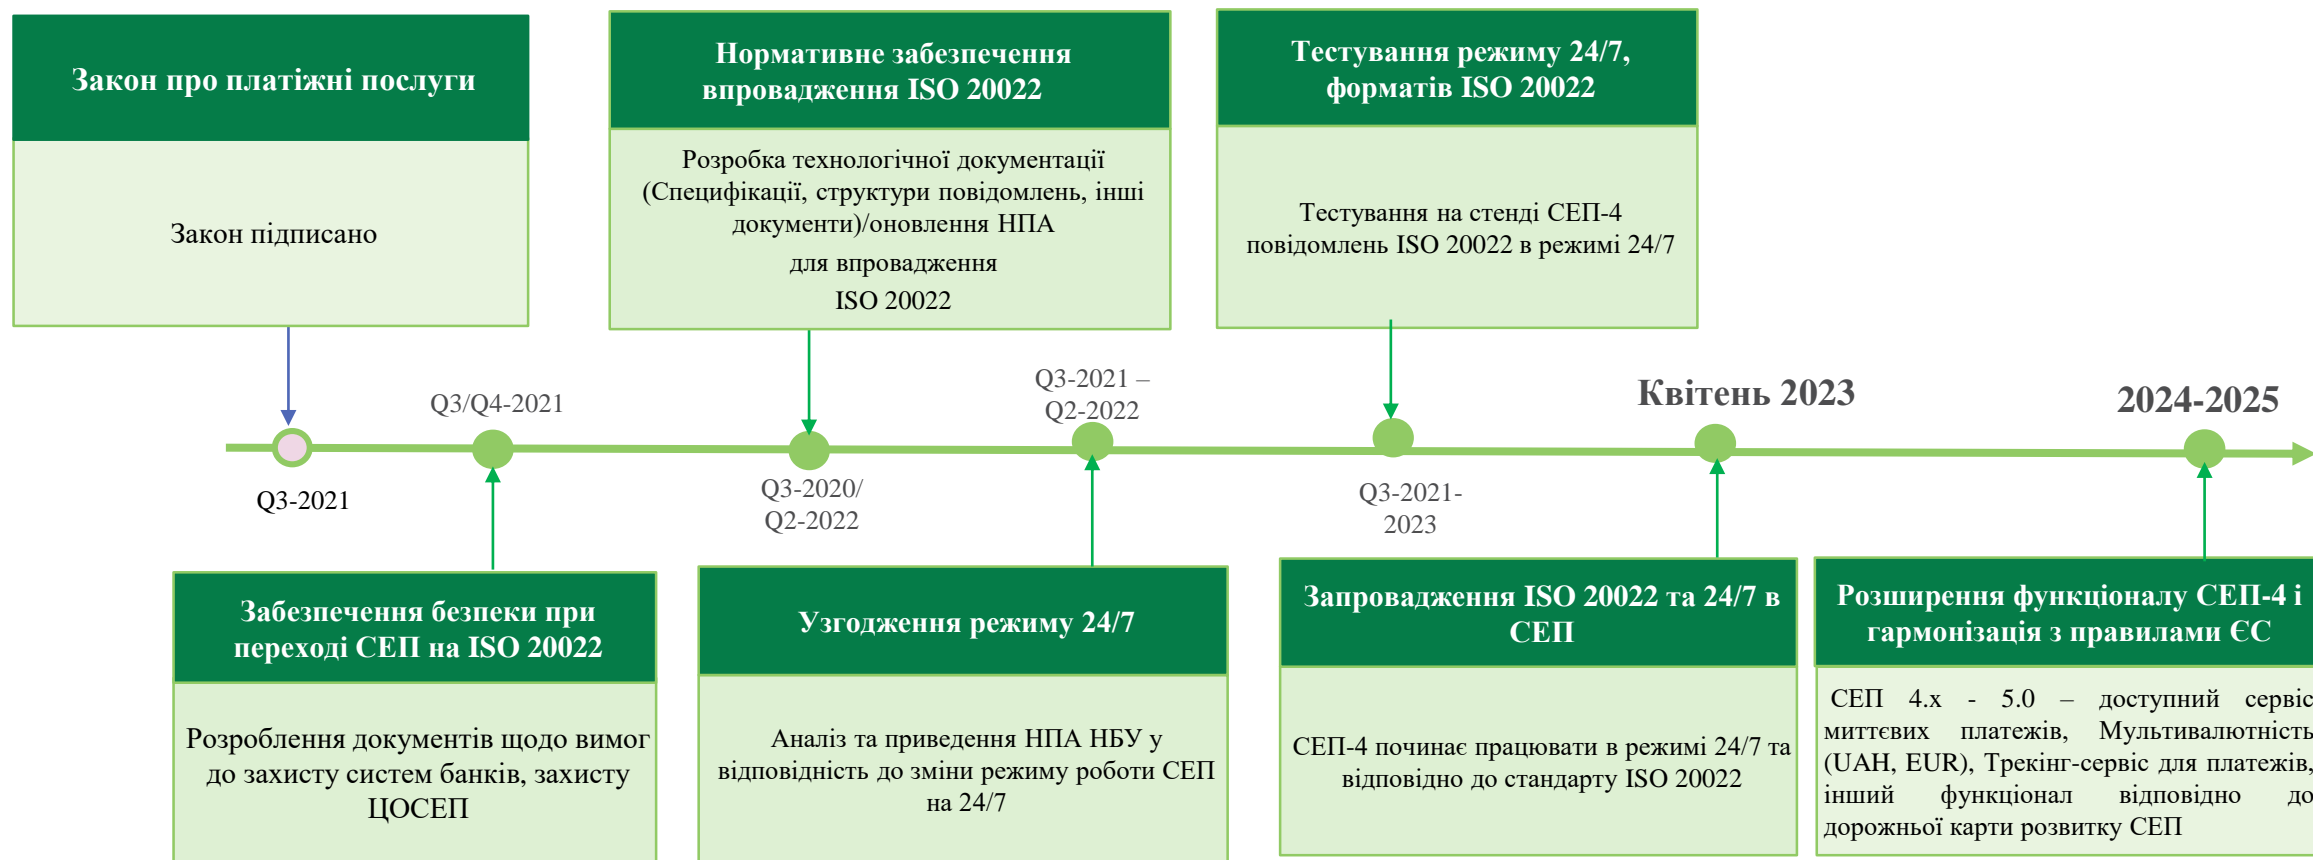 Закон про платіжні послуги
Закон підписано
Нормативне забезпечення
впровадження ISO 20022
Розробка технологічної документації
(Специфікації, структури повідомлень, інші
документи)/оновлення НПА
для впровадження
ISO 20022
Тестування режиму 24/7,
форматів ISO 20022
Тестування на стенді СЕП-4
повідомлень ISO 20022 в режимі 24/7
Q3-2021
Q3/Q4-2021
Q3-2020/
Q2-2022
Q3-2021 –
Q2-2022
Q3-2021-
2023
Квітень 2023
2024-2025
Забезпечення безпеки при
переході СЕП на ISO 20022
Розроблення документів щодо вимог
до захисту систем банків, захисту
ЦОСЕП
Узгодження режиму 24/7
Аналіз та приведення НПА НБУ у
відповідність до зміни режиму роботи СЕП
на 24/7
Запровадження ISO 20022 та 24/7 в
СЕП
СЕП-4 починає працювати в режимі 24/7 та
відповідно до стандарту ISO 20022
Розширення функціоналу СЕП-4 і
гармонізація з правилами ЄС
СЕП 4.х - 5.0 – доступний сервіс
миттєвих платежів, Мультивалютність
(UAH, EUR), Трекінг-сервіс для платежів,
інший функціонал відповідно до
дорожньої карти розвитку СЕП